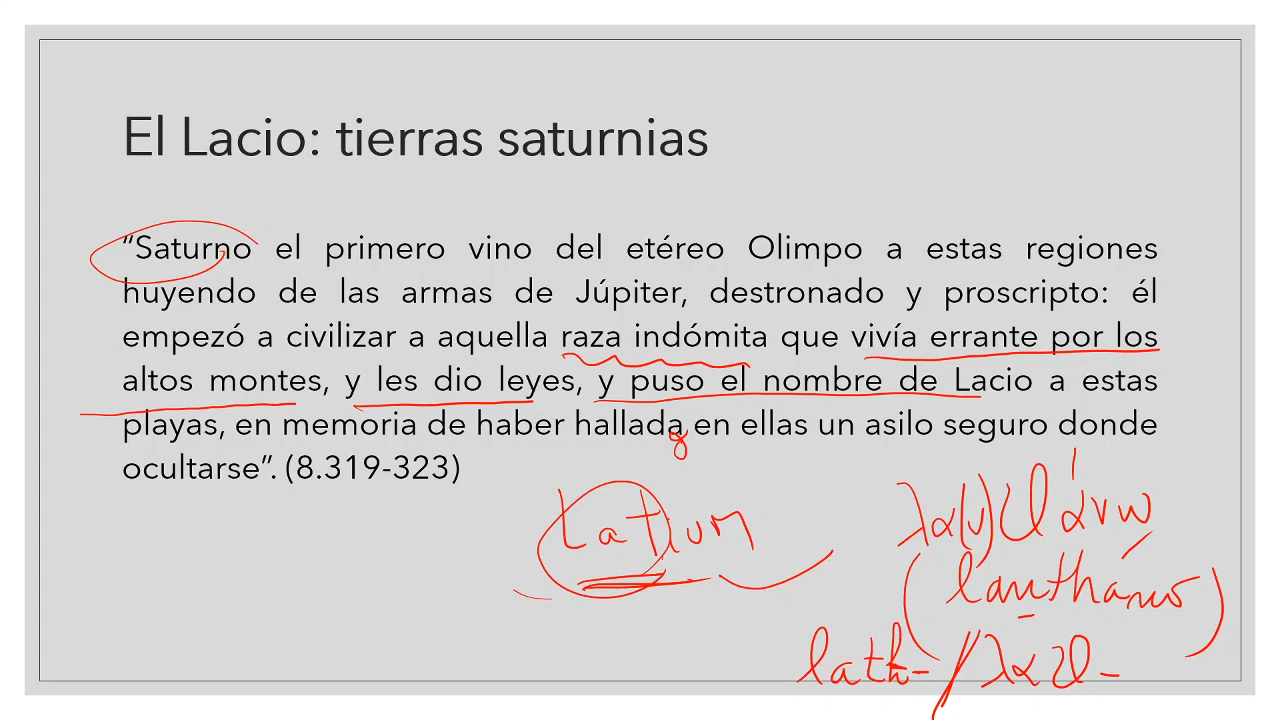 El Lacio: tierras saturnias
“Saturno el primero vino del etéreo Olimpo a estas regiones
huyendo de las armas de Júpiter, destronado y proscripto: él
empezó a civilizar a aquella raza indómita que vivía errante por los
altos montes, y les dio leyes, y puso el nombre de Lacio a estas
playas, en memoria de haber hallada en ellas un asilo seguro donde
ocultarse”. (8.319-323)
Latium
λα(ν)θάνω
(lantháno)
lath- / λαθ-